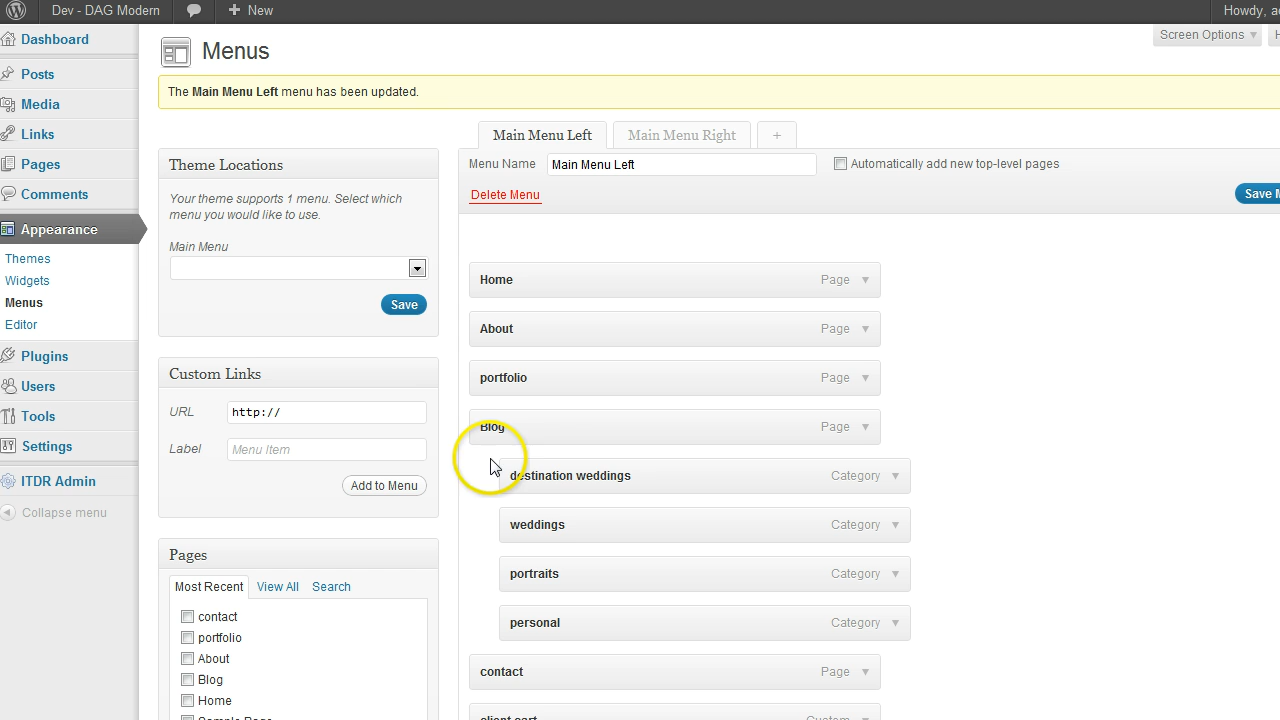 Dev - DAG Modern
New
Howdy, a
Dashboard
Posts
Media
Links
Pages
Comments
Appearance
Themes
Widgets
Menus
Editor
Plugins
Users
Tools
Settings
ITDR Admin
Collapse menu
Screen Options
H
Menus
The Main Menu Left menu has been updated.
Theme Locations
Your theme supports 1 menu. Select which
menu you would like to use.
Main Menu
Save
Custom Links
URL http://
Label Menu Item
Add to Menu
Pages
Most Recent View All Search
contact
portfolio
About
Blog
Home
Sample Page
Main Menu Left Main Menu Right +
Menu Name Main Menu Left Automatically add new top-level pages
Delete Menu Save M
Home Page
About Page
portfolio Page
Blog Page
destination weddings Category
weddings Category
portraits Category
personal Category
contact Page
client cart Custom